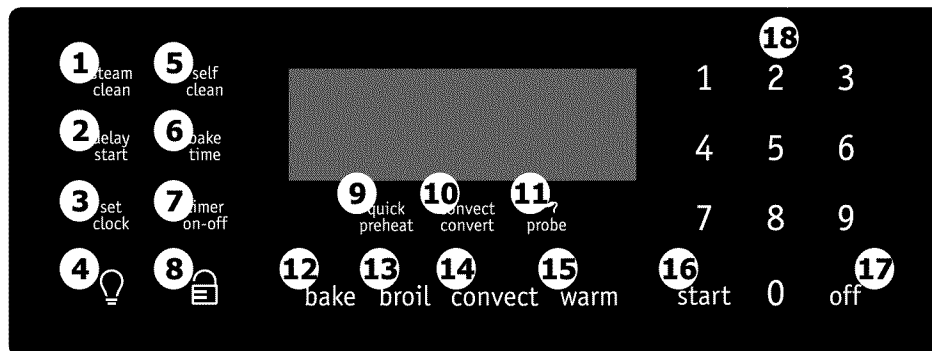 1
steam
clean
5
self
clean
2
delay
start
6
bake
time
3
set
clock
7
timer
on-off
4
8
9
quick
preheat
10
convect
convert
11
probe
12
bake
13
broil
14
convect
15
warm
18
1 2 3
4 5 6
7 8 9
16
start
0
off
17